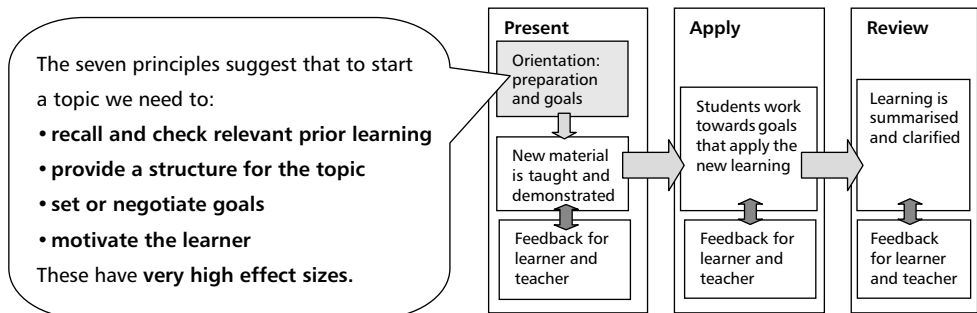 The seven principles suggest that to start
a topic we need to:
• recall and check relevant prior learning
• provide a structure for the topic
• set or negotiate goals
• motivate the learner
These have very high effect sizes.
Present
Orientation:
preparation
and goals
New material
is taught and
demonstrated
Feedback for
learner and
teacher
Apply
Students work
towards goals
that apply the
new learning
Feedback for
learner and
teacher
Review
Learning is
summarised
and clarified
Feedback
for learner
and teacher